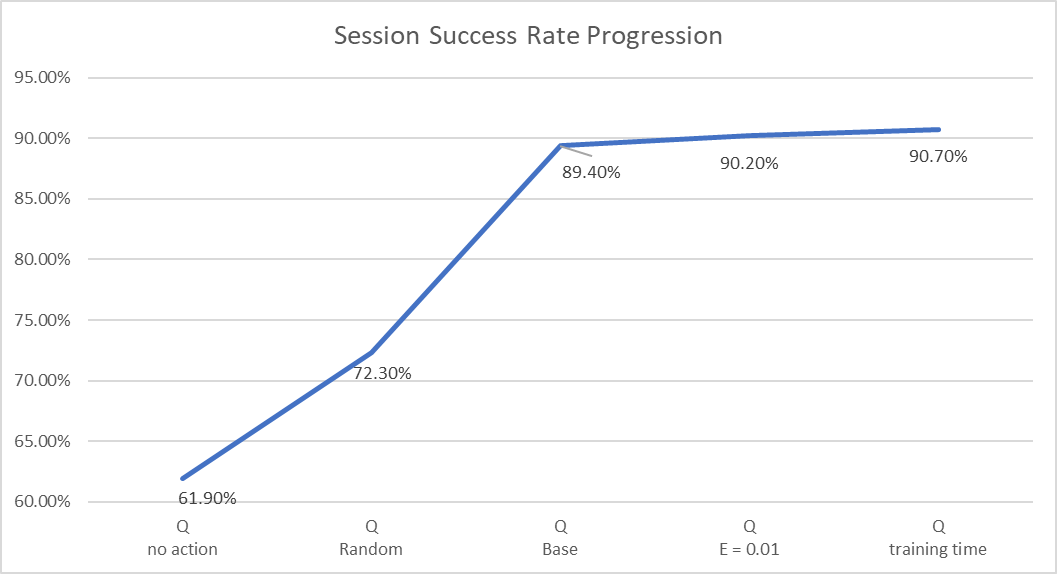 Session Success Rate Progression
95.00%
90.00%
85.00%
80.00%
75.00%
70.00%
65.00%
60.00%
61.90%
72.30%
89.40%
90.20%
90.70%
Q
no action
Q
Random
Q
Base
Q
E = 0.01
Q
training time